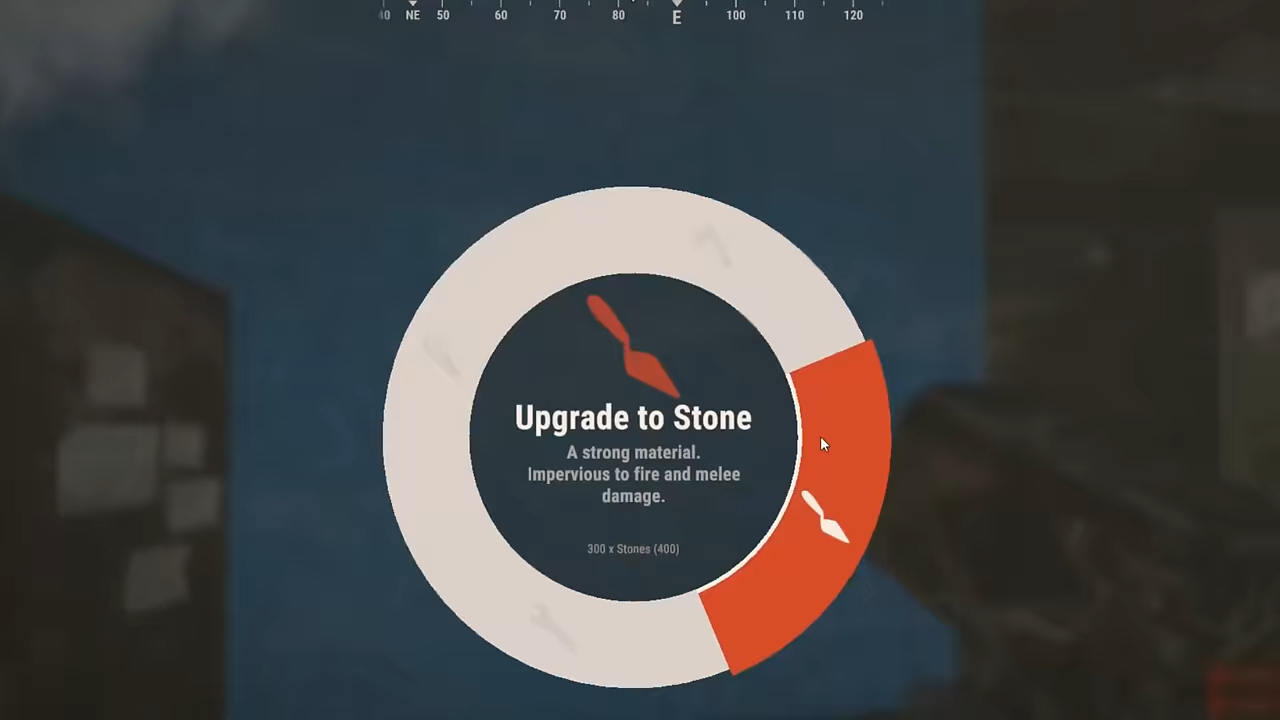 40 NE 50 60 70 80 E 100 110 120
Upgrade to Stone
A strong material.
Impervious to fire and melee
damage.
300 x Stones (400)